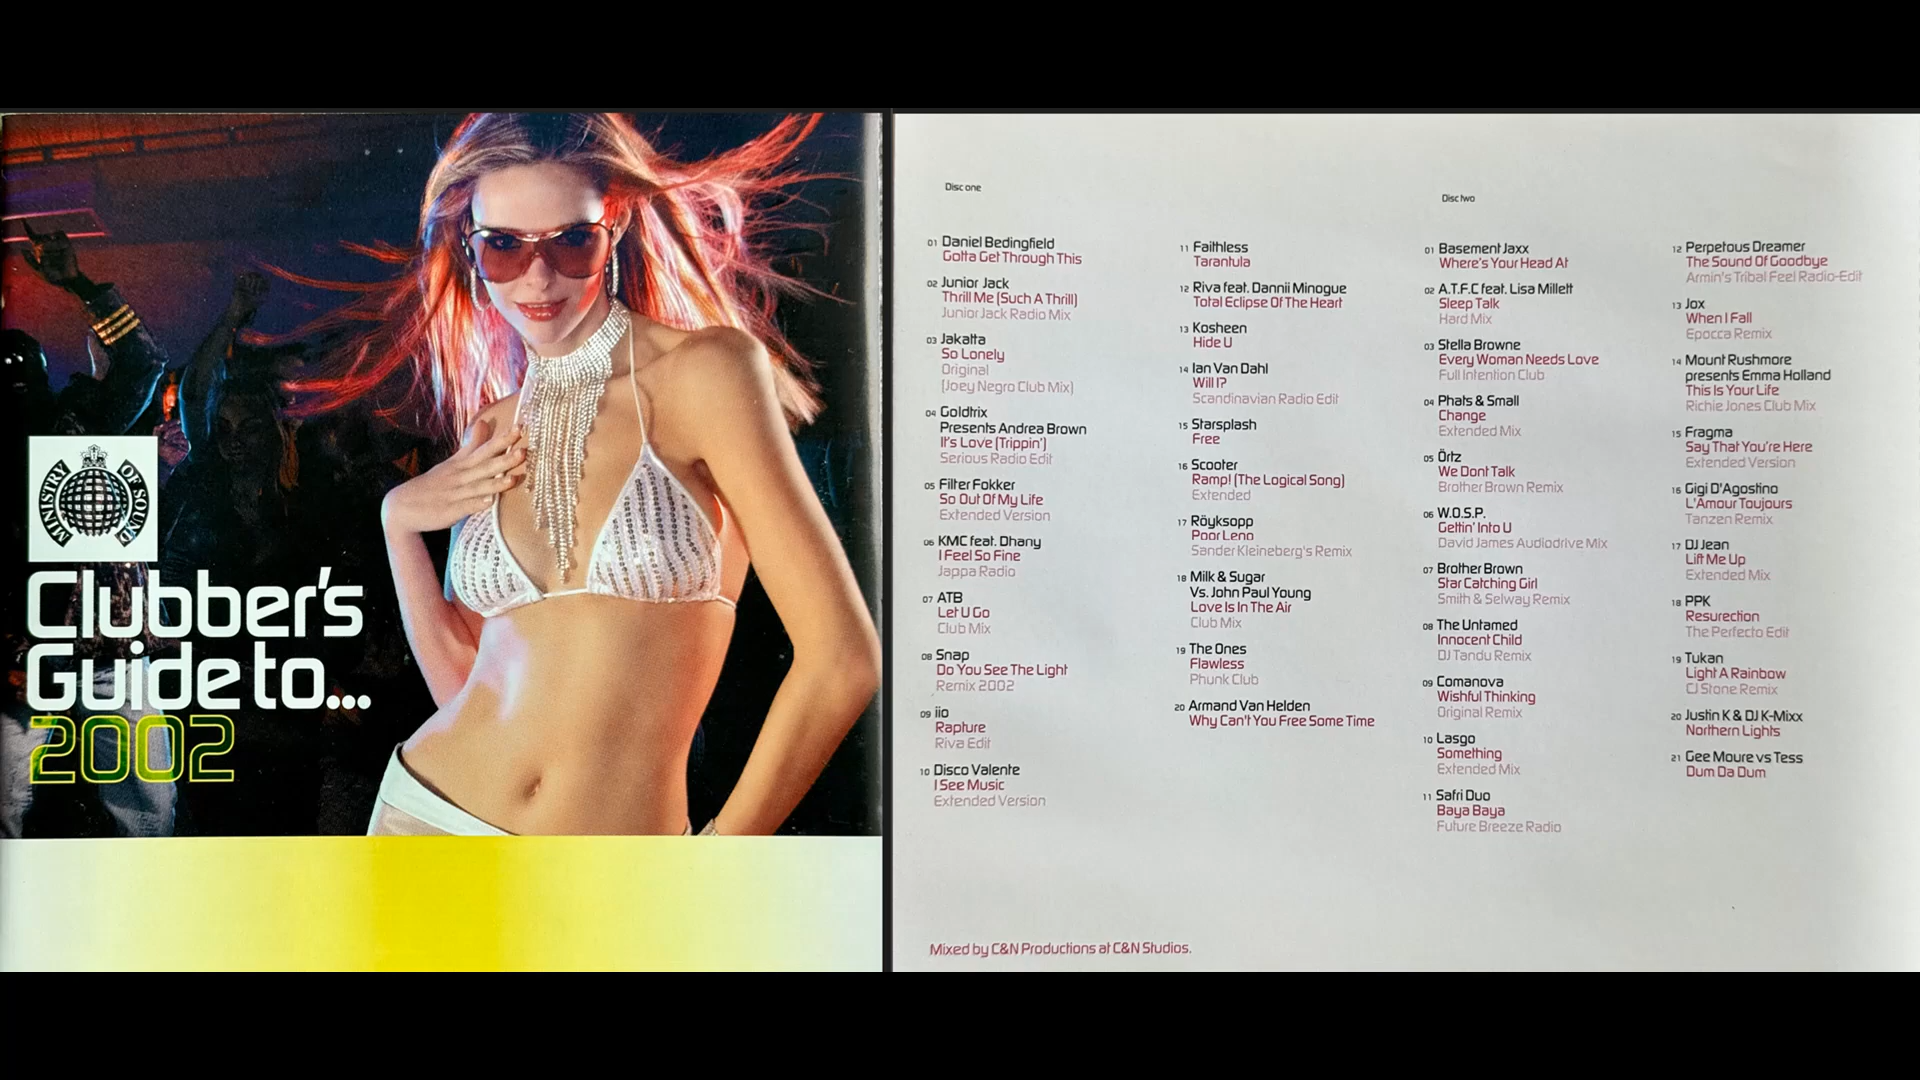 MINISTRY OF SOUND
Clubber's
Guide to...
2002
Disc one
01 Daniel Bedingfield
Gotta Get Through This
02 Junior Jack
Thrill Me (Such A Thrill)
Junior Jack Radio Mix
03 Jakatta
So Lonely
Original
(Joey Negro Club Mix)
04 Goldtrix
Presents Andrea Brown
It's Love (Trippin')
Serious Radio Edit
05 Filter Fokker
So Out Of My Life
Extended Version
06 KMC feat. Dhany
I Feel So Fine
Jappa Radio
07 ATB
Let U Go
Club Mix
08 Snap
Do You See The Light
Remix 2002
09 iio
Rapture
Riva Edit
10 Disco Valente
I See Music
Extended Version
11 Faithless
Tarantula
12 Riva feat. Dannii Minogue
Total Eclipse Of The Heart
13 Kosheen
Hide U
14 Ian Van Dahl
Will I?
Scandinavian Radio Edit
15 Starsplash
Free
16 Scooter
Ramp! (The Logical Song)
Extended
17 Röyksopp
Poor Leno
Sander Kleineberg's Remix
18 Milk & Sugar
Vs. John Paul Young
Love Is In The Air
Club Mix
19 The Ones
Flawless
Phunk Club
20 Armand Van Helden
Why Can't You Free Some Time
Disc two
01 Basement Jaxx
Where's Your Head At
02 A.T.F.C feat. Lisa Millett
Sleep Talk
Hard Mix
03 Stella Browne
Every Woman Needs Love
Full Intention Club
04 Phats & Small
Change
Extended Mix
05 Örtz
We Dont Talk
Brother Brown Remix
06 W.O.S.P.
Gettin' Into U
David James Audiodrive Mix
07 Brother Brown
Star Catching Girl
Smith & Selway Remix
08 The Untamed
Innocent Child
DJ Tandu Remix
09 Comanova
Wishful Thinking
Original Remix
10 Lasgo
Something
Extended Mix
11 Safri Duo
Baya Baya
Future Breeze Radio
12 Perpetous Dreamer
The Sound Of Goodbye
Armin's Tribal Feel Radio-Edit
13 Jox
When I Fall
Epocca Remix
14 Mount Rushmore
presents Emma Holland
This Is Your Life
Richie Jones Club Mix
15 Fragma
Say That You're Here
Extended Version
16 Gigi D'Agostino
L'Amour Toujours
Tanzen Remix
17 DJ Jean
Lift Me Up
Extended Mix
18 PPK
Resurection
The Perfecto Edit
19 Tukan
Light A Rainbow
CJ Stone Remix
20 Justin K & DJ K-Mixx
Northern Lights
21 Gee Moure vs Tess
Dum Da Dum
Mixed by C&N Productions at C&N Studios.